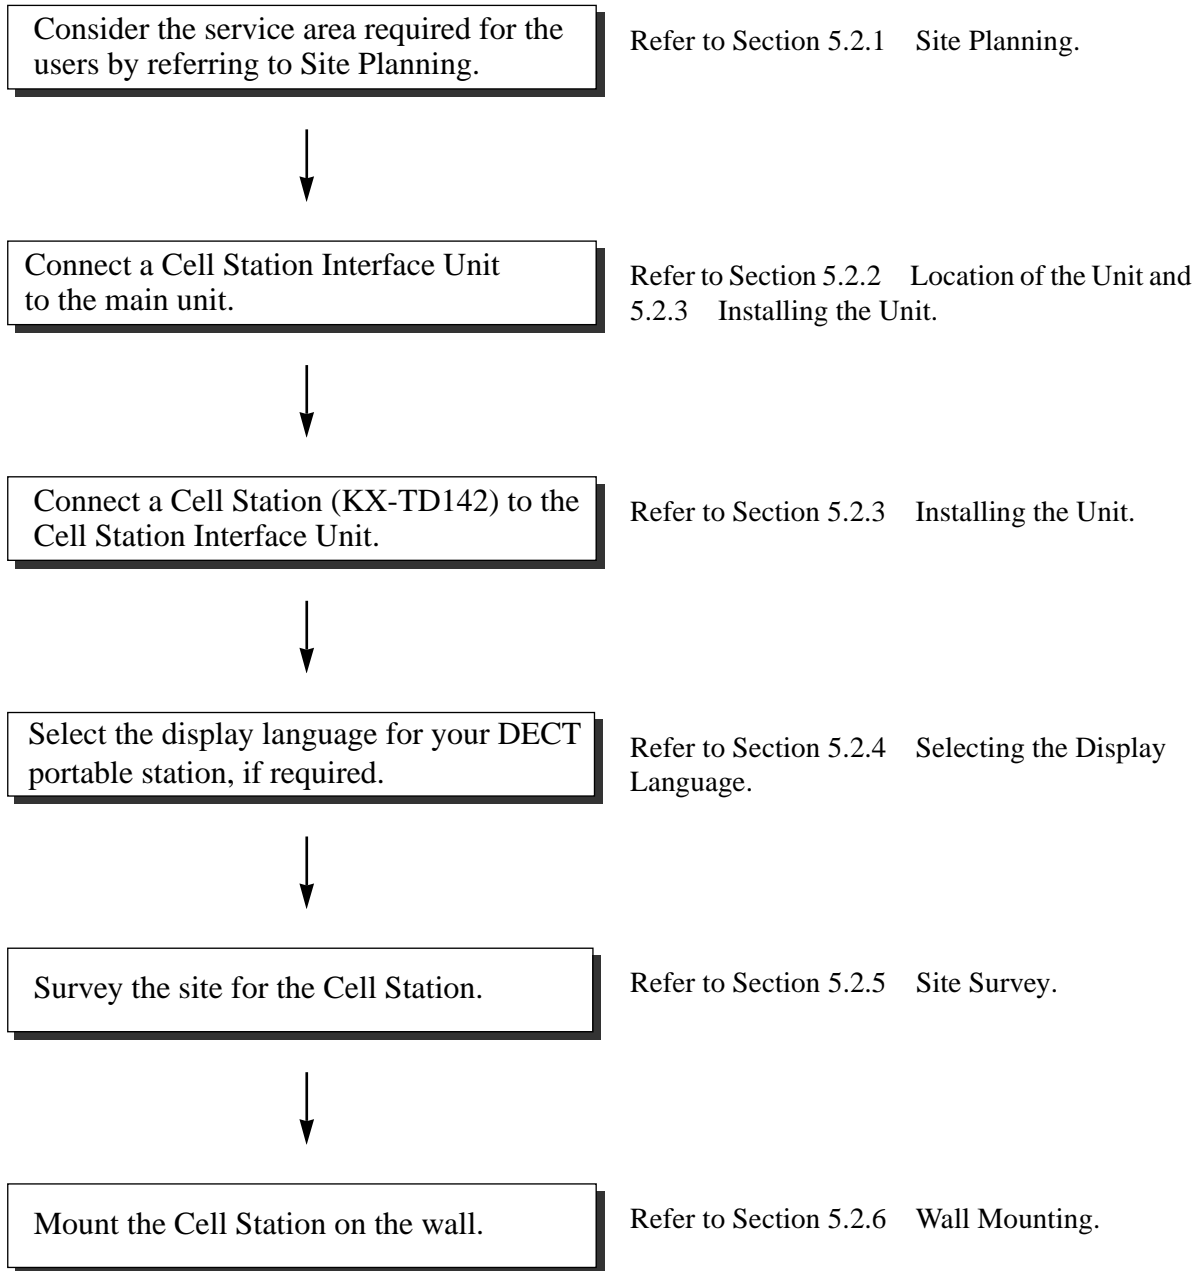 Consider the service area required for the
users by referring to Site Planning.
Refer to Section 5.2.1 Site Planning.
Connect a Cell Station Interface Unit
to the main unit.
Refer to Section 5.2.2 Location of the Unit and
5.2.3 Installing the Unit.
Connect a Cell Station (KX-TD142) to the
Cell Station Interface Unit.
Refer to Section 5.2.3 Installing the Unit.
Select the display language for your DECT
portable station, if required.
Refer to Section 5.2.4 Selecting the Display
Language.
Survey the site for the Cell Station.
Refer to Section 5.2.5 Site Survey.
Mount the Cell Station on the wall.
Refer to Section 5.2.6 Wall Mounting.